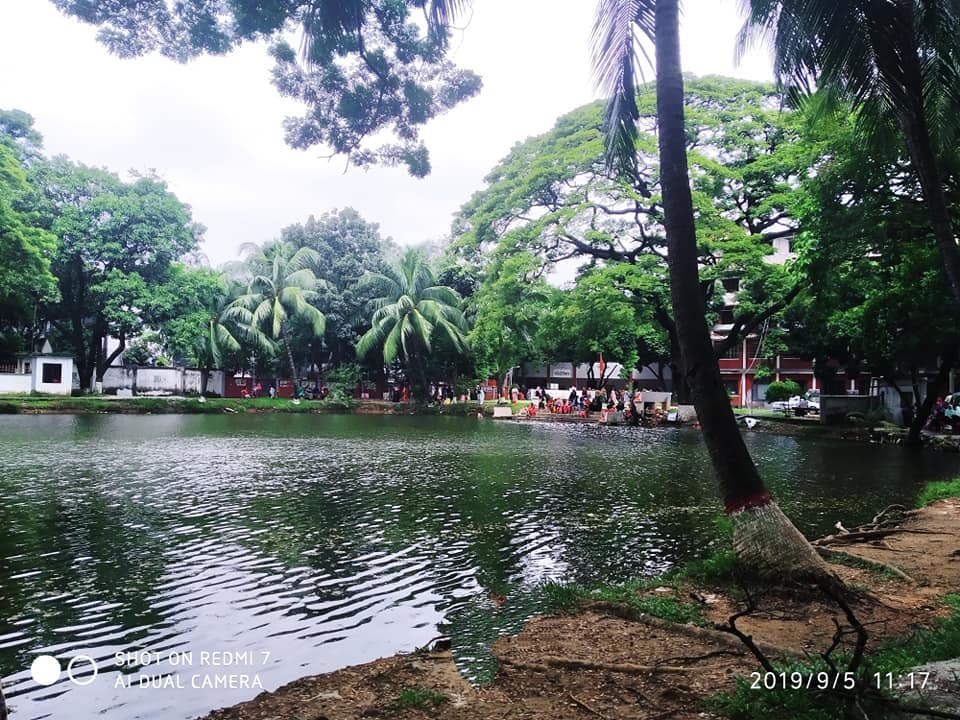 SHOT ON REDMI 7
AI DUAL CAMERA
2019/9/5 11:17